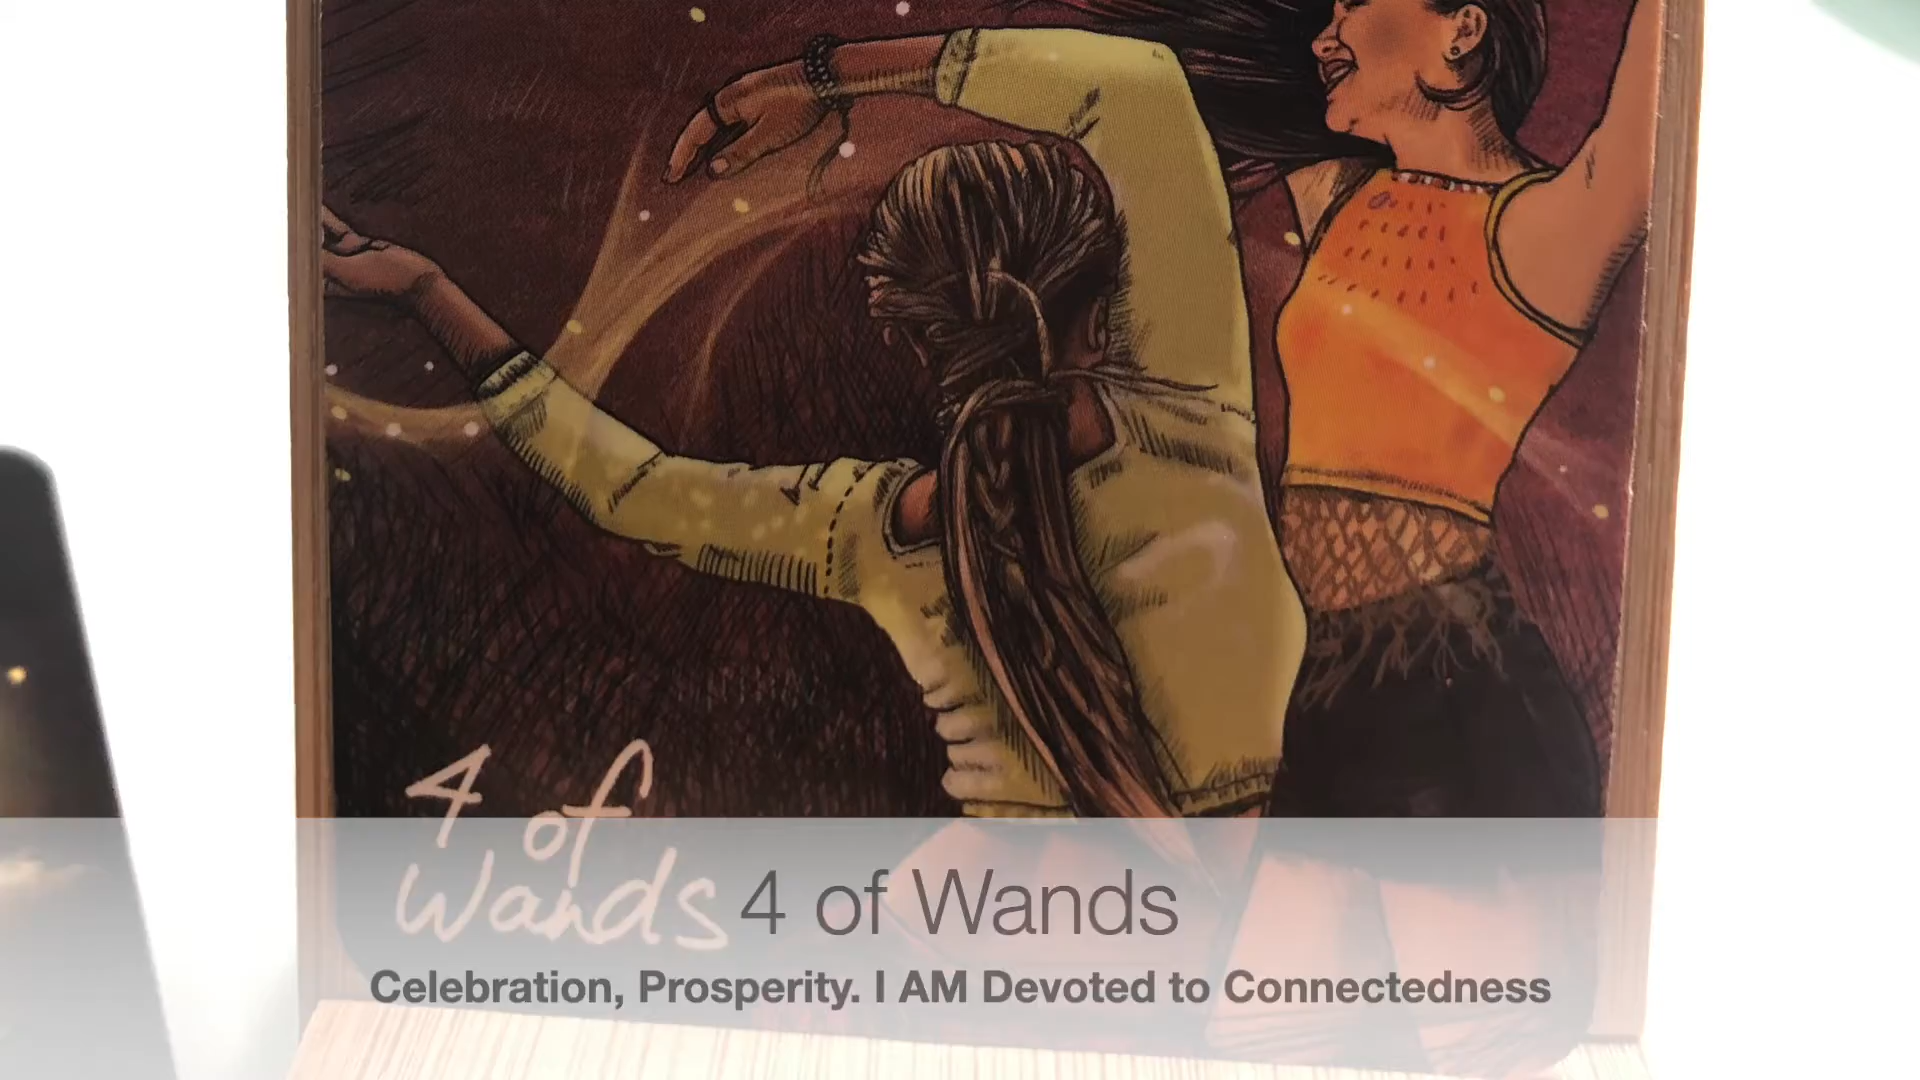 4
of
Wands
4 of Wands
Celebration, Prosperity. I AM Devoted to Connectedness